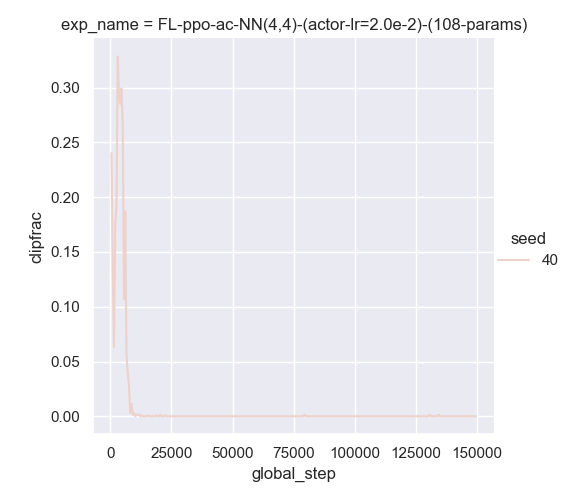 exp_name = FL-ppo-ac-NN(4,4)-(actor-lr=2.0e-2)-(108-params)
0.30
0.25
0.20
0.15
0.10
0.05
0.00
clipfrac
0 25000 50000 75000 100000 125000 150000
global_step
seed
40